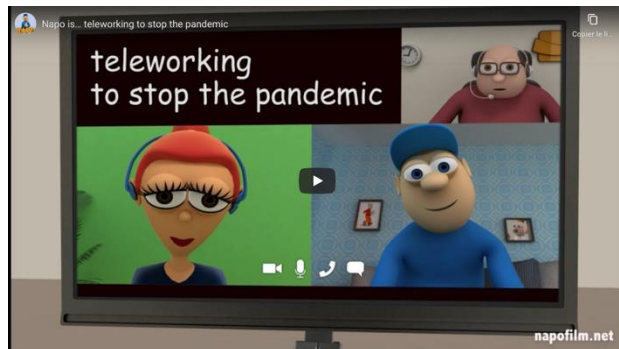 Napo is... teleworking to stop the pandemic
Copier le li...
teleworking
to stop the pandemic
napofilm.net